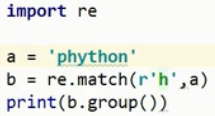 import re
a = 'phython'
b = re.match(r'h',a)
print(b.group())